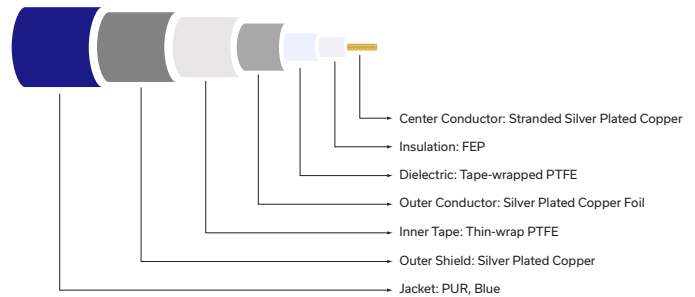 Center Conductor: Stranded Silver Plated Copper
Insulation: FEP
Dielectric: Tape-wrapped PTFE
Outer Conductor: Silver Plated Copper Foil
Inner Tape: Thin-wrap PTFE
Outer Shield: Silver Plated Copper
Jacket: PUR, Blue